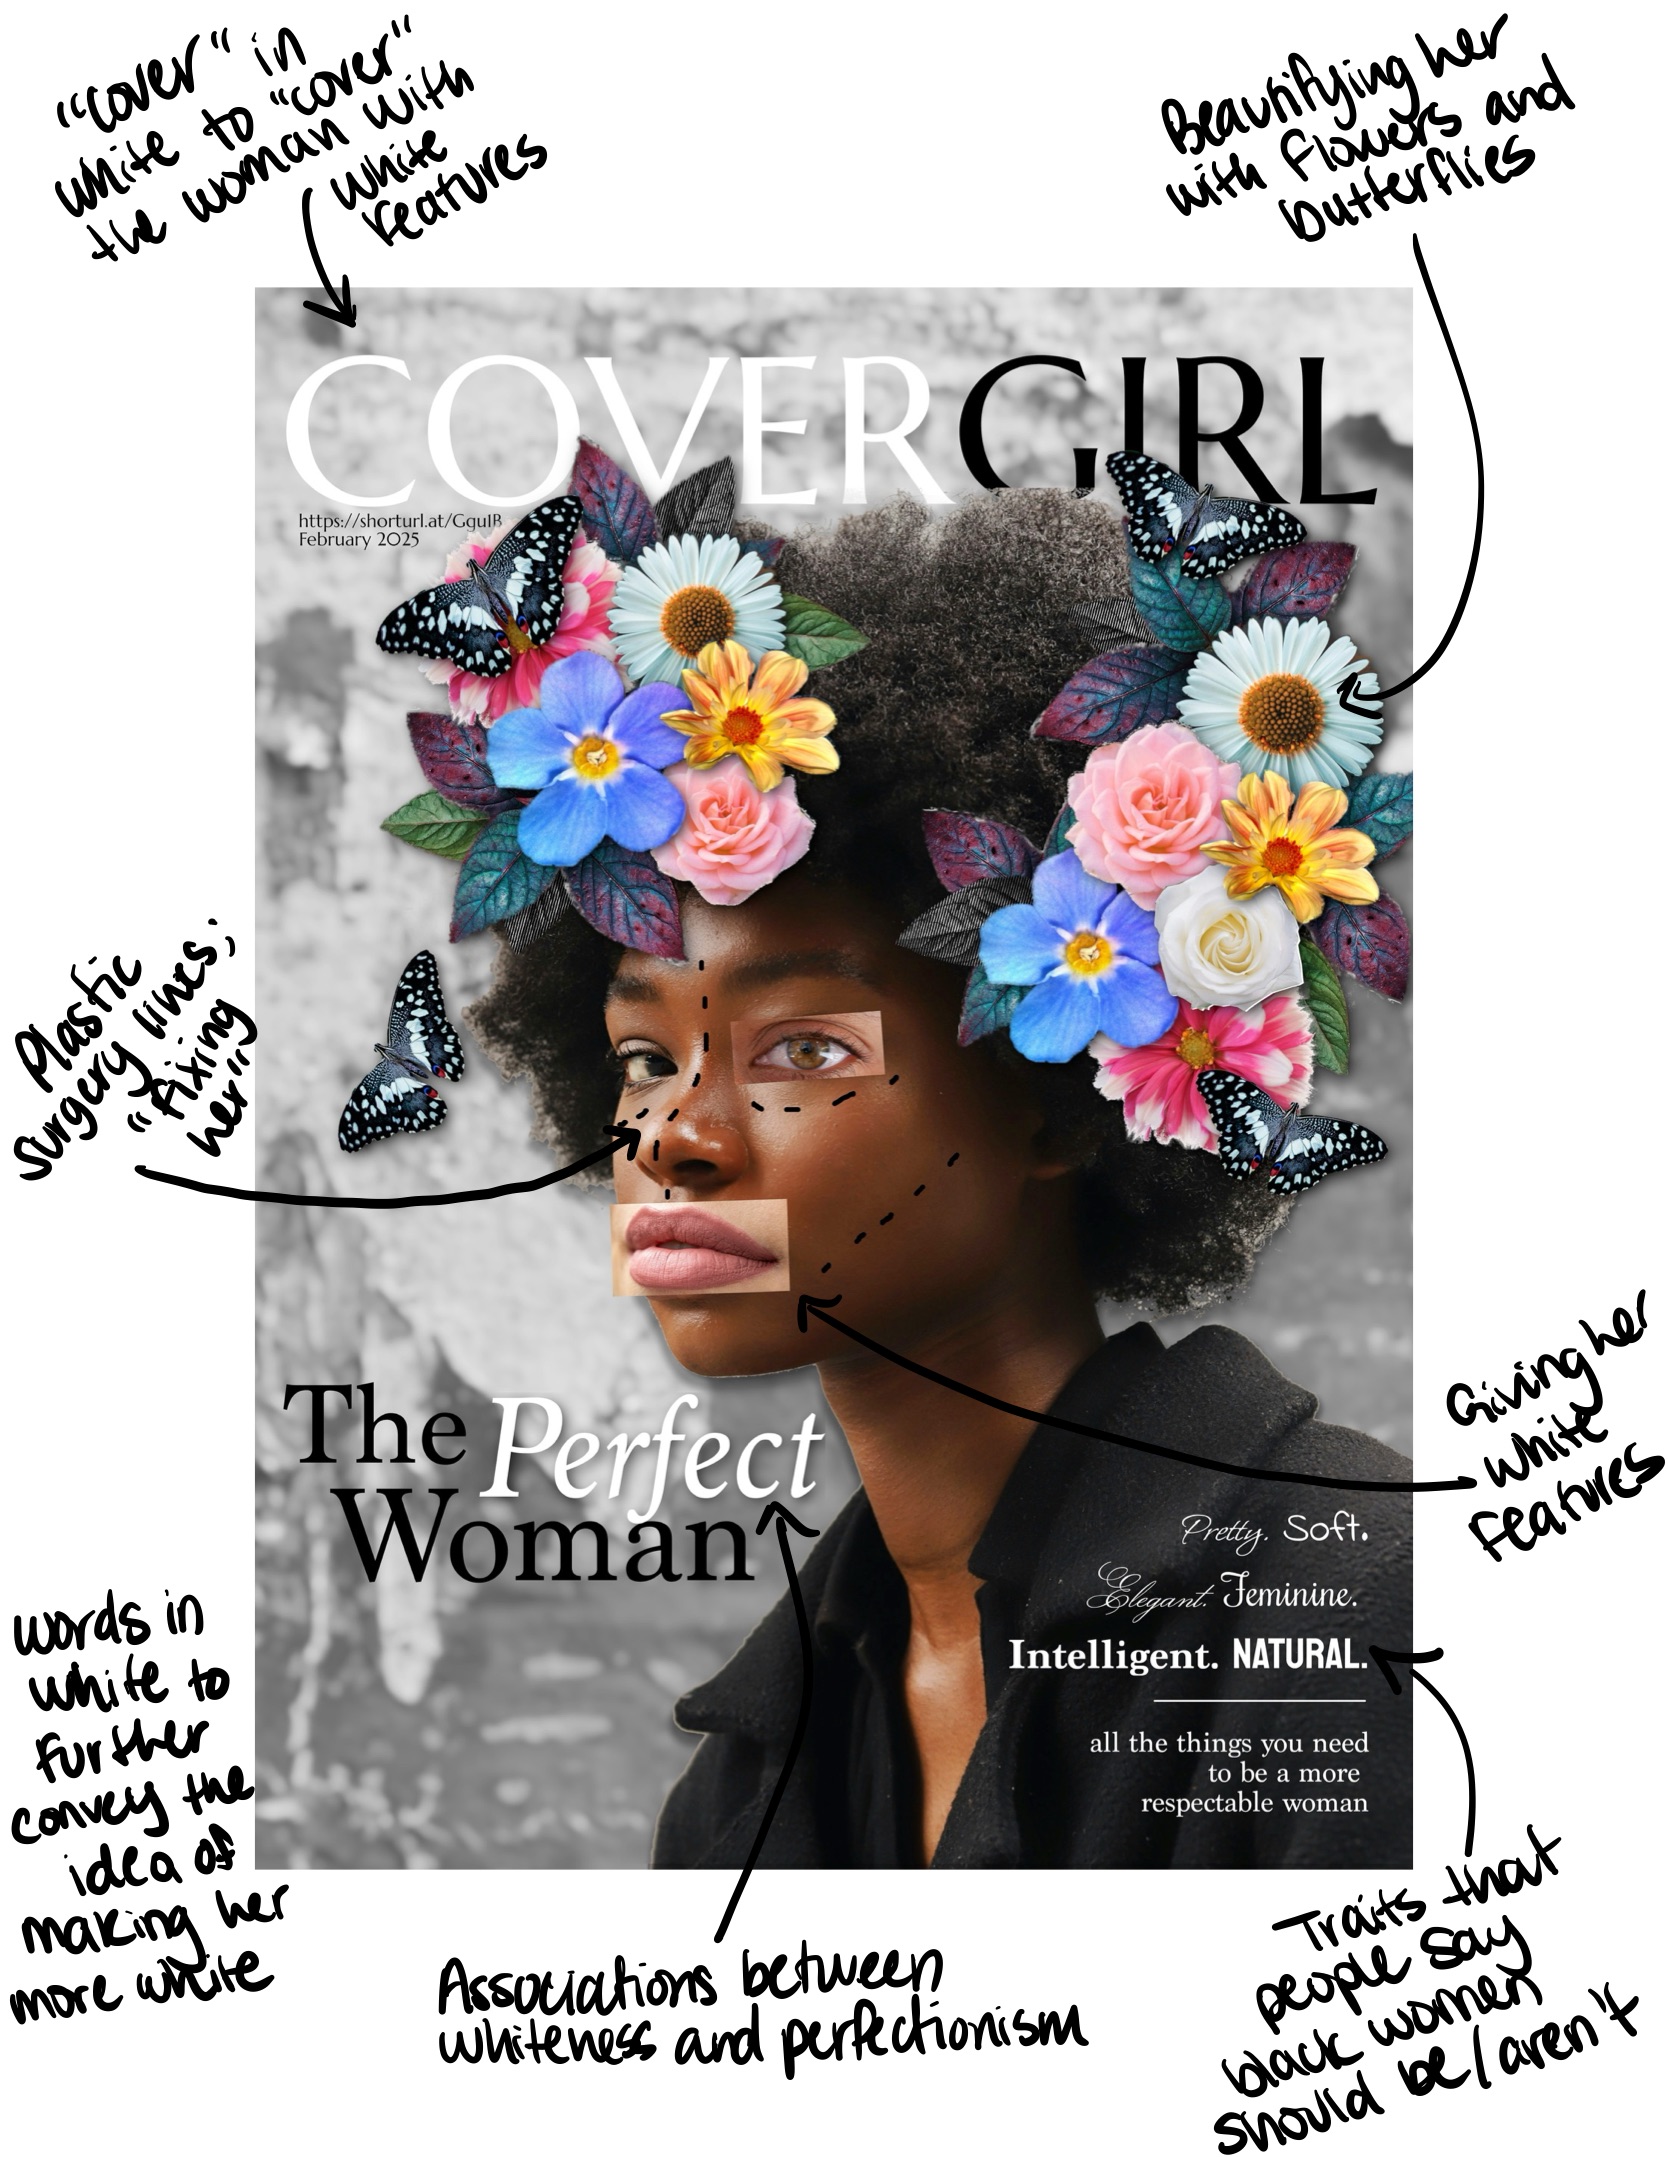 "cover" in
white to "cover"
the woman with
white
features
Beautifying her
with flowers and
butterflies
COVERGIRL
https://shorturl.at/GguIB
February 2025
Plastic
surgery lines;
"fixing
her"
Giving her
white
features
The Perfect
Woman
Pretty. Soft.
Elegant. Feminine.
Intelligent. NATURAL.
all the things you need
to be a more
respectable woman
words in
white to
further
convey the
idea of
making her
more white
Associations between
whiteness and perfectionism
Traits that
people say
black women
should be/aren't